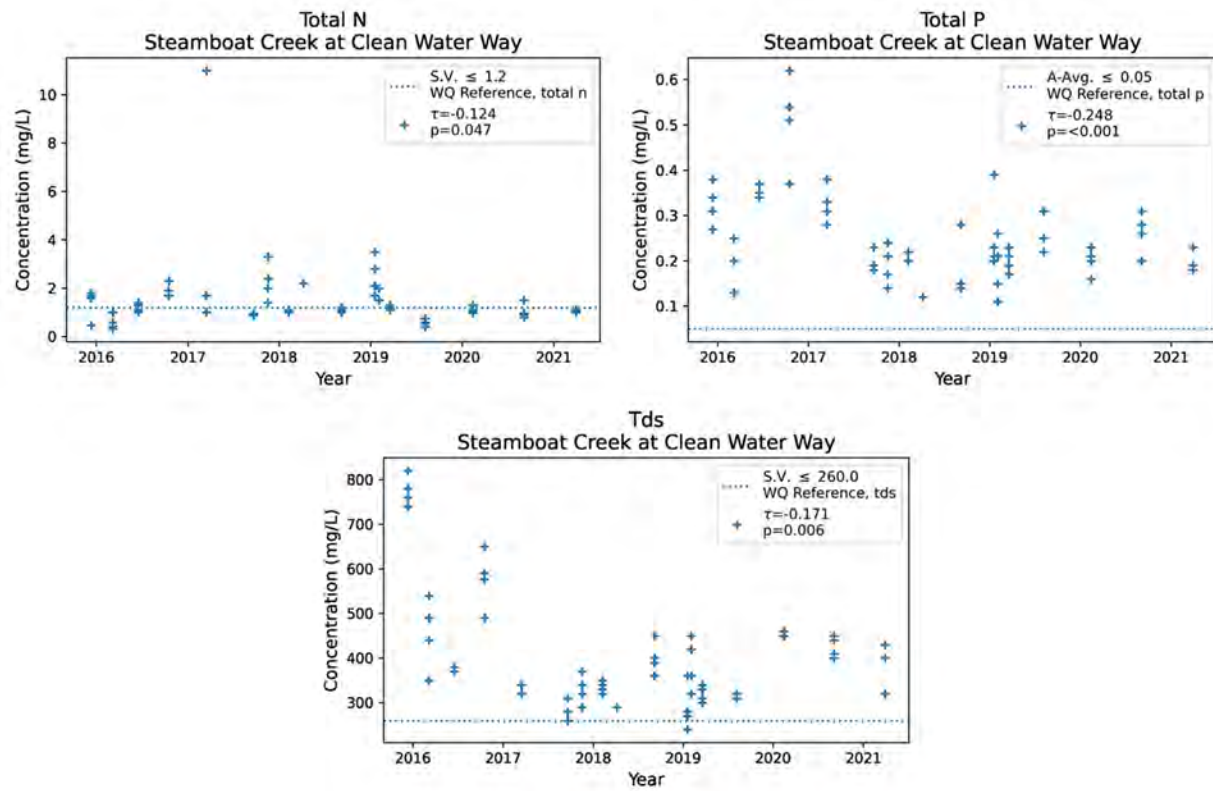 Total N
Steamboat Creek at Clean Water Way
S.V. ≤ 1.2
WQ Reference, total n
τ=-0.124
p=0.047
Concentration (mg/L)
10
8
6
4
2
0
2016 2017 2018 2019 2020 2021
Year
Total P
Steamboat Creek at Clean Water Way
A-Avg. ≤ 0.05
WQ Reference, total p
τ=-0.248
p=<0.001
Concentration (mg/L)
0.6
0.5
0.4
0.3
0.2
0.1
2016 2017 2018 2019 2020 2021
Year
Tds
Steamboat Creek at Clean Water Way
S.V. ≤ 260.0
WQ Reference, tds
τ=-0.171
p=0.006
Concentration (mg/L)
800
700
600
500
400
300
2016 2017 2018 2019 2020 2021
Year